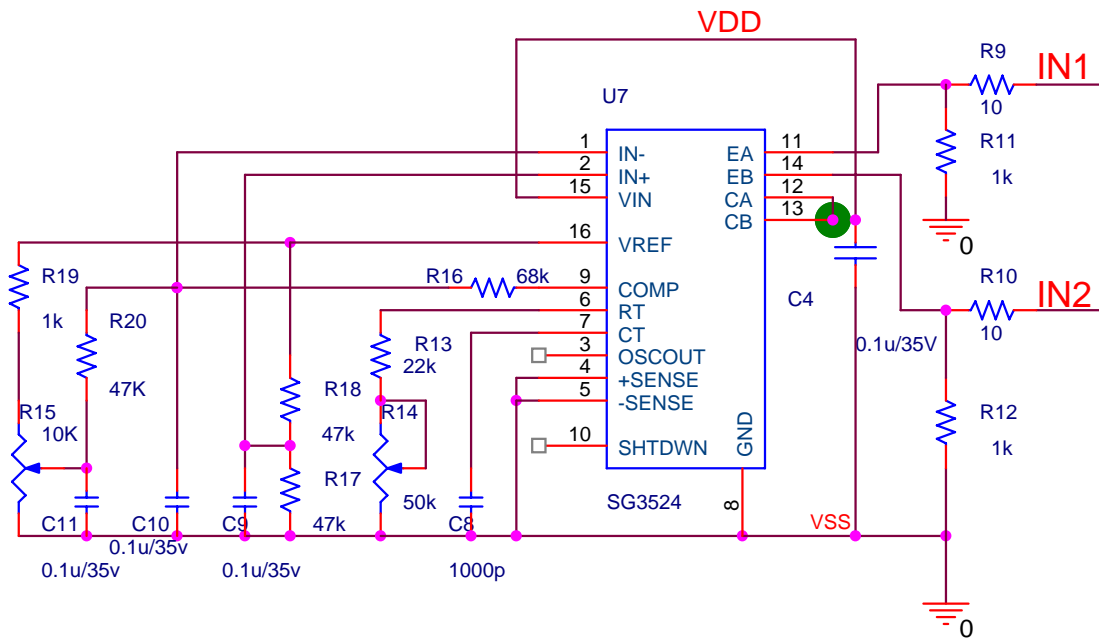 VDD
R9
IN1
10
U7
R11
1k
0
1
IN-
2
IN+
15
VIN
16
VREF
9
COMP
6
RT
7
CT
3
OSCOUT
4
+SENSE
5
-SENSE
10
SHTDWN
EA
11
EB
14
CA
12
CB
13
GND
8
SG3524
R19
1k
R16
68k
C4
0.1u/35V
R10
IN2
10
R20
47K
R13
22k
R18
47k
R15
10K
R14
50k
R17
47k
R12
1k
C11
0.1u/35v
C10
0.1u/35v
C9
0.1u/35v
C8
1000p
VSS
0